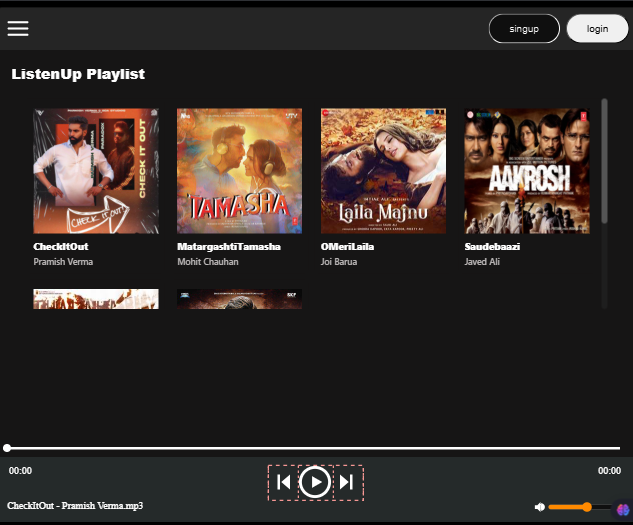 singup
login
ListenUp Playlist
CHECK IT OUT
PARADOX
CHECK IT OUT
TAMASHA
Laila Majnu
AAKROSH
CheckItOut
MatargashtiTamasha
OMeriLaila
Saudebaazi
Pramish Verma
Mohit Chauhan
Joi Barua
Javed Ali
00:00
00:00
CheckItOut - Pramish Verma.mp3